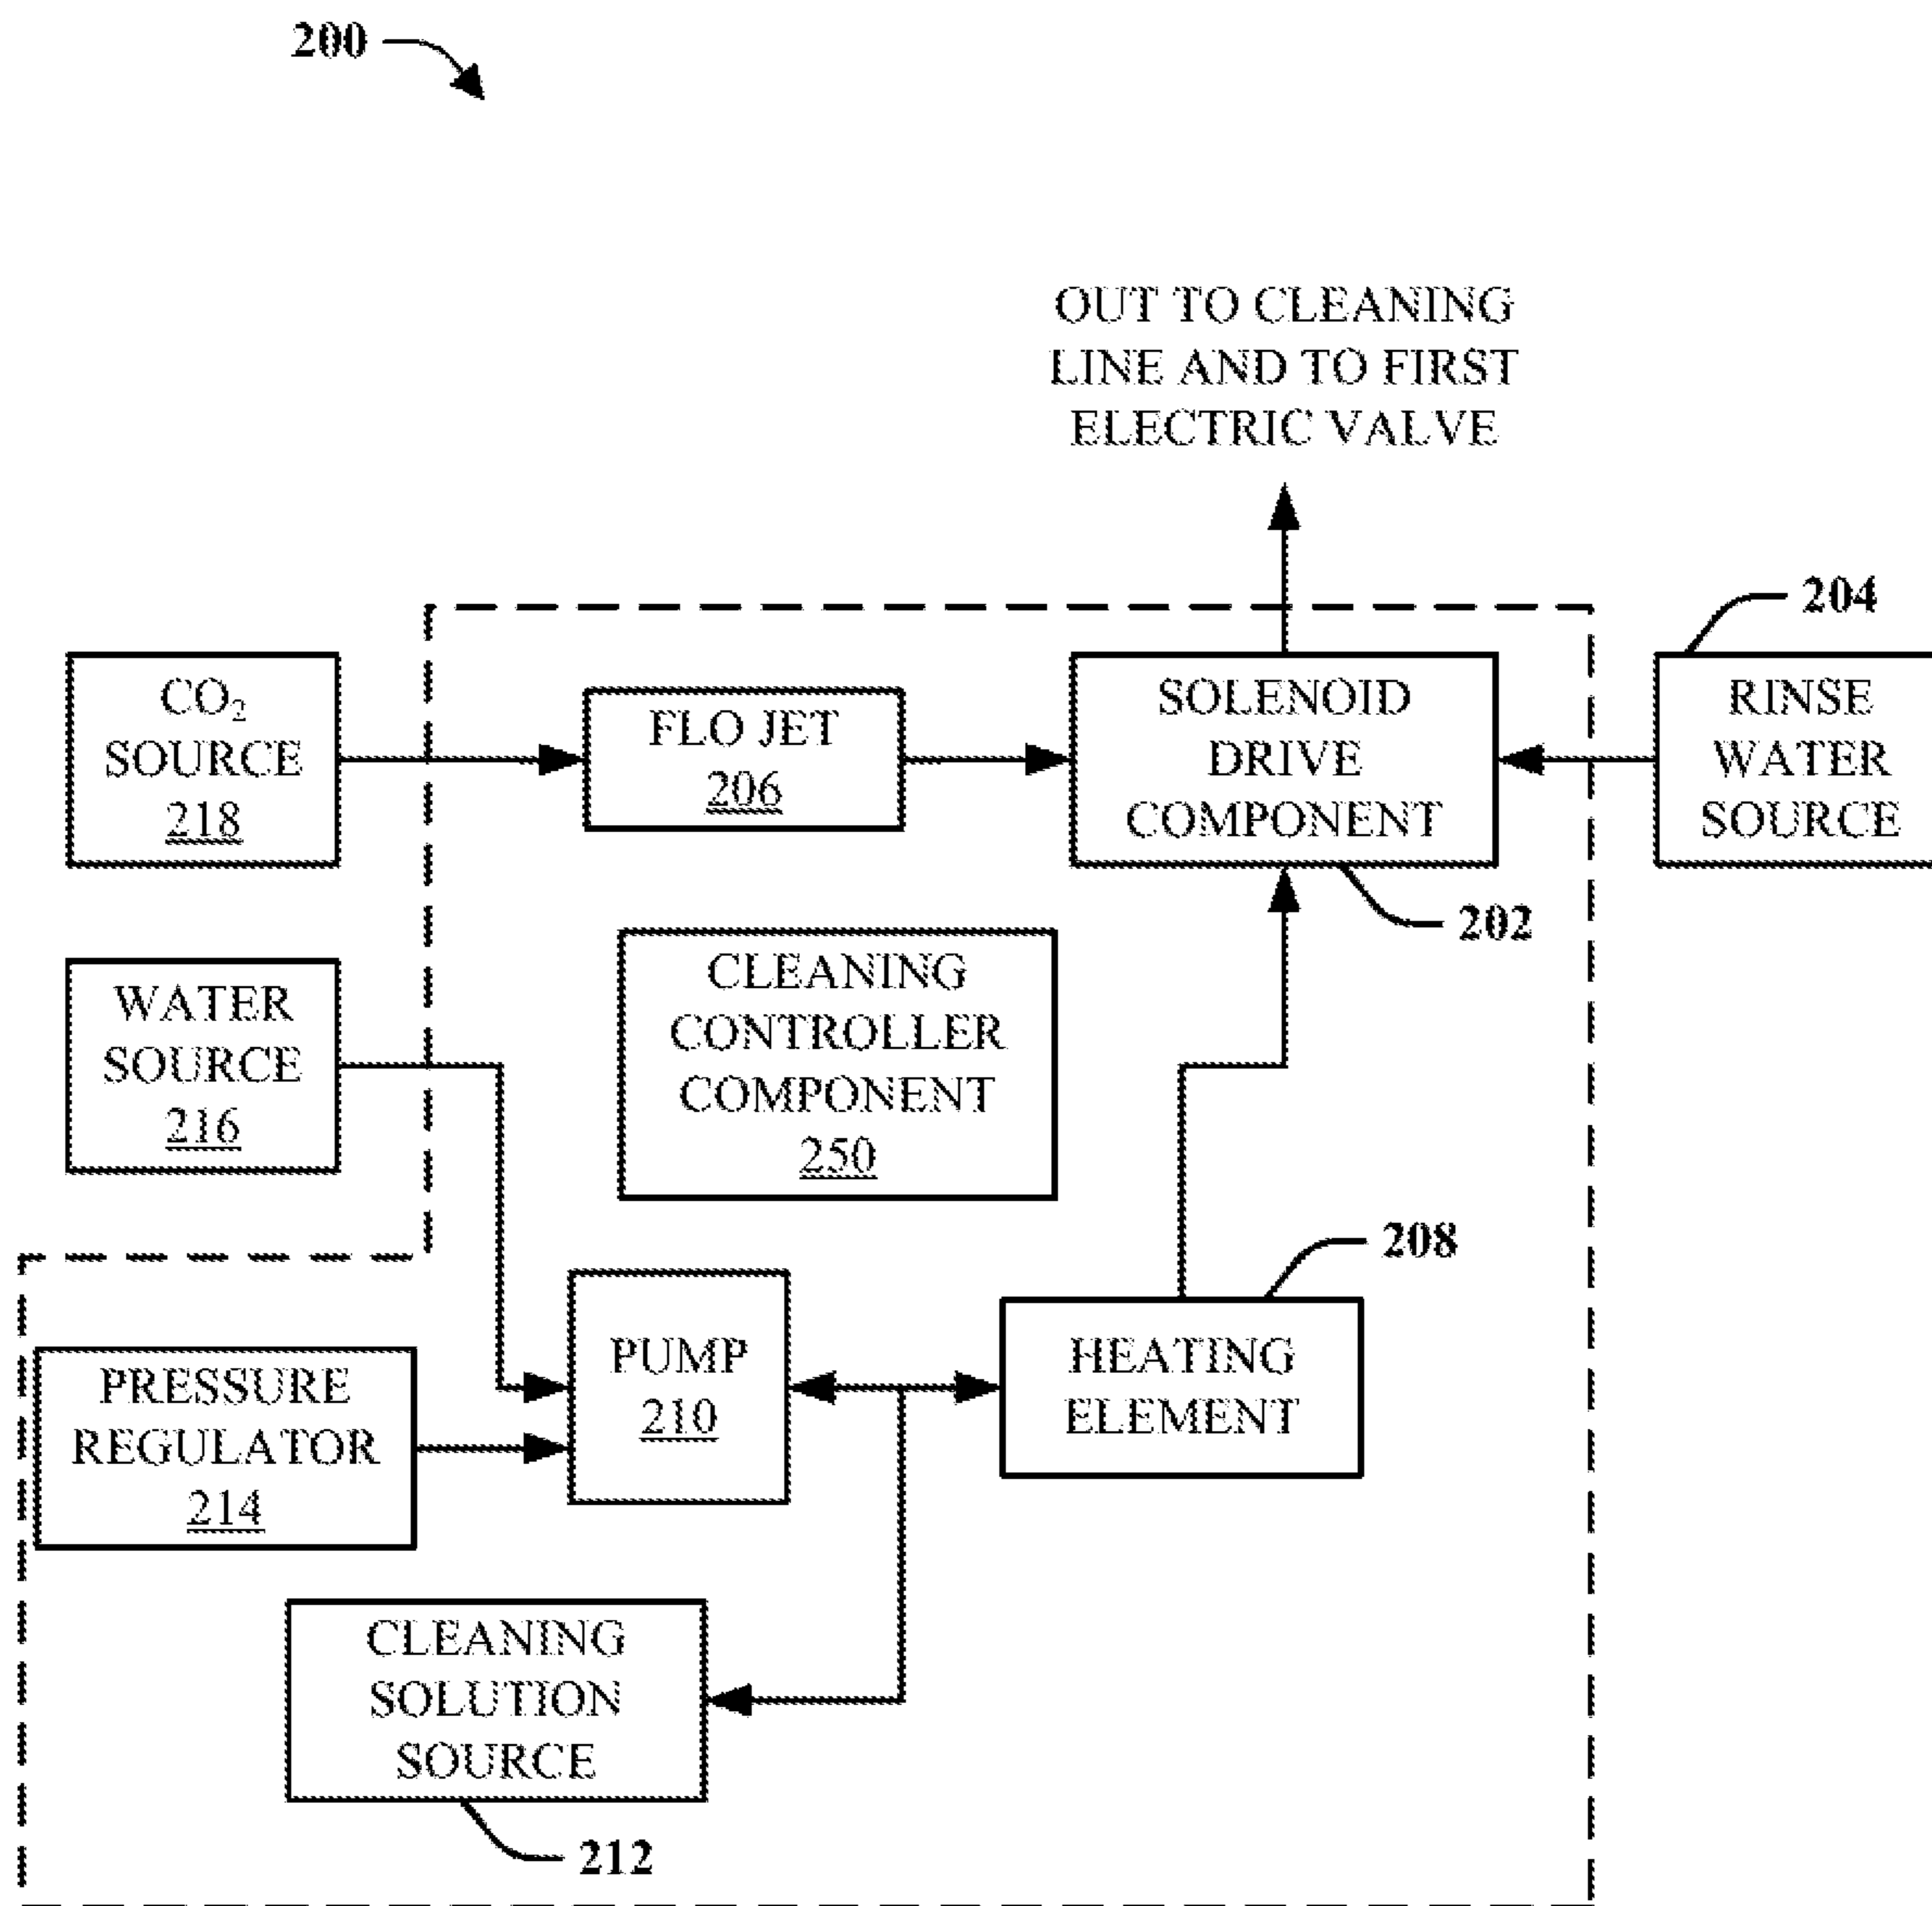 200
OUT TO CLEANING
LINE AND TO FIRST
ELECTRIC VALVE
204
CO₂
SOURCE
218
FLO JET
206
SOLENOID
DRIVE
COMPONENT
RINSE
WATER
SOURCE
202
WATER
SOURCE
216
CLEANING
CONTROLLER
COMPONENT
250
208
PRESSURE
REGULATOR
214
PUMP
210
HEATING
ELEMENT
CLEANING
SOLUTION
SOURCE
212